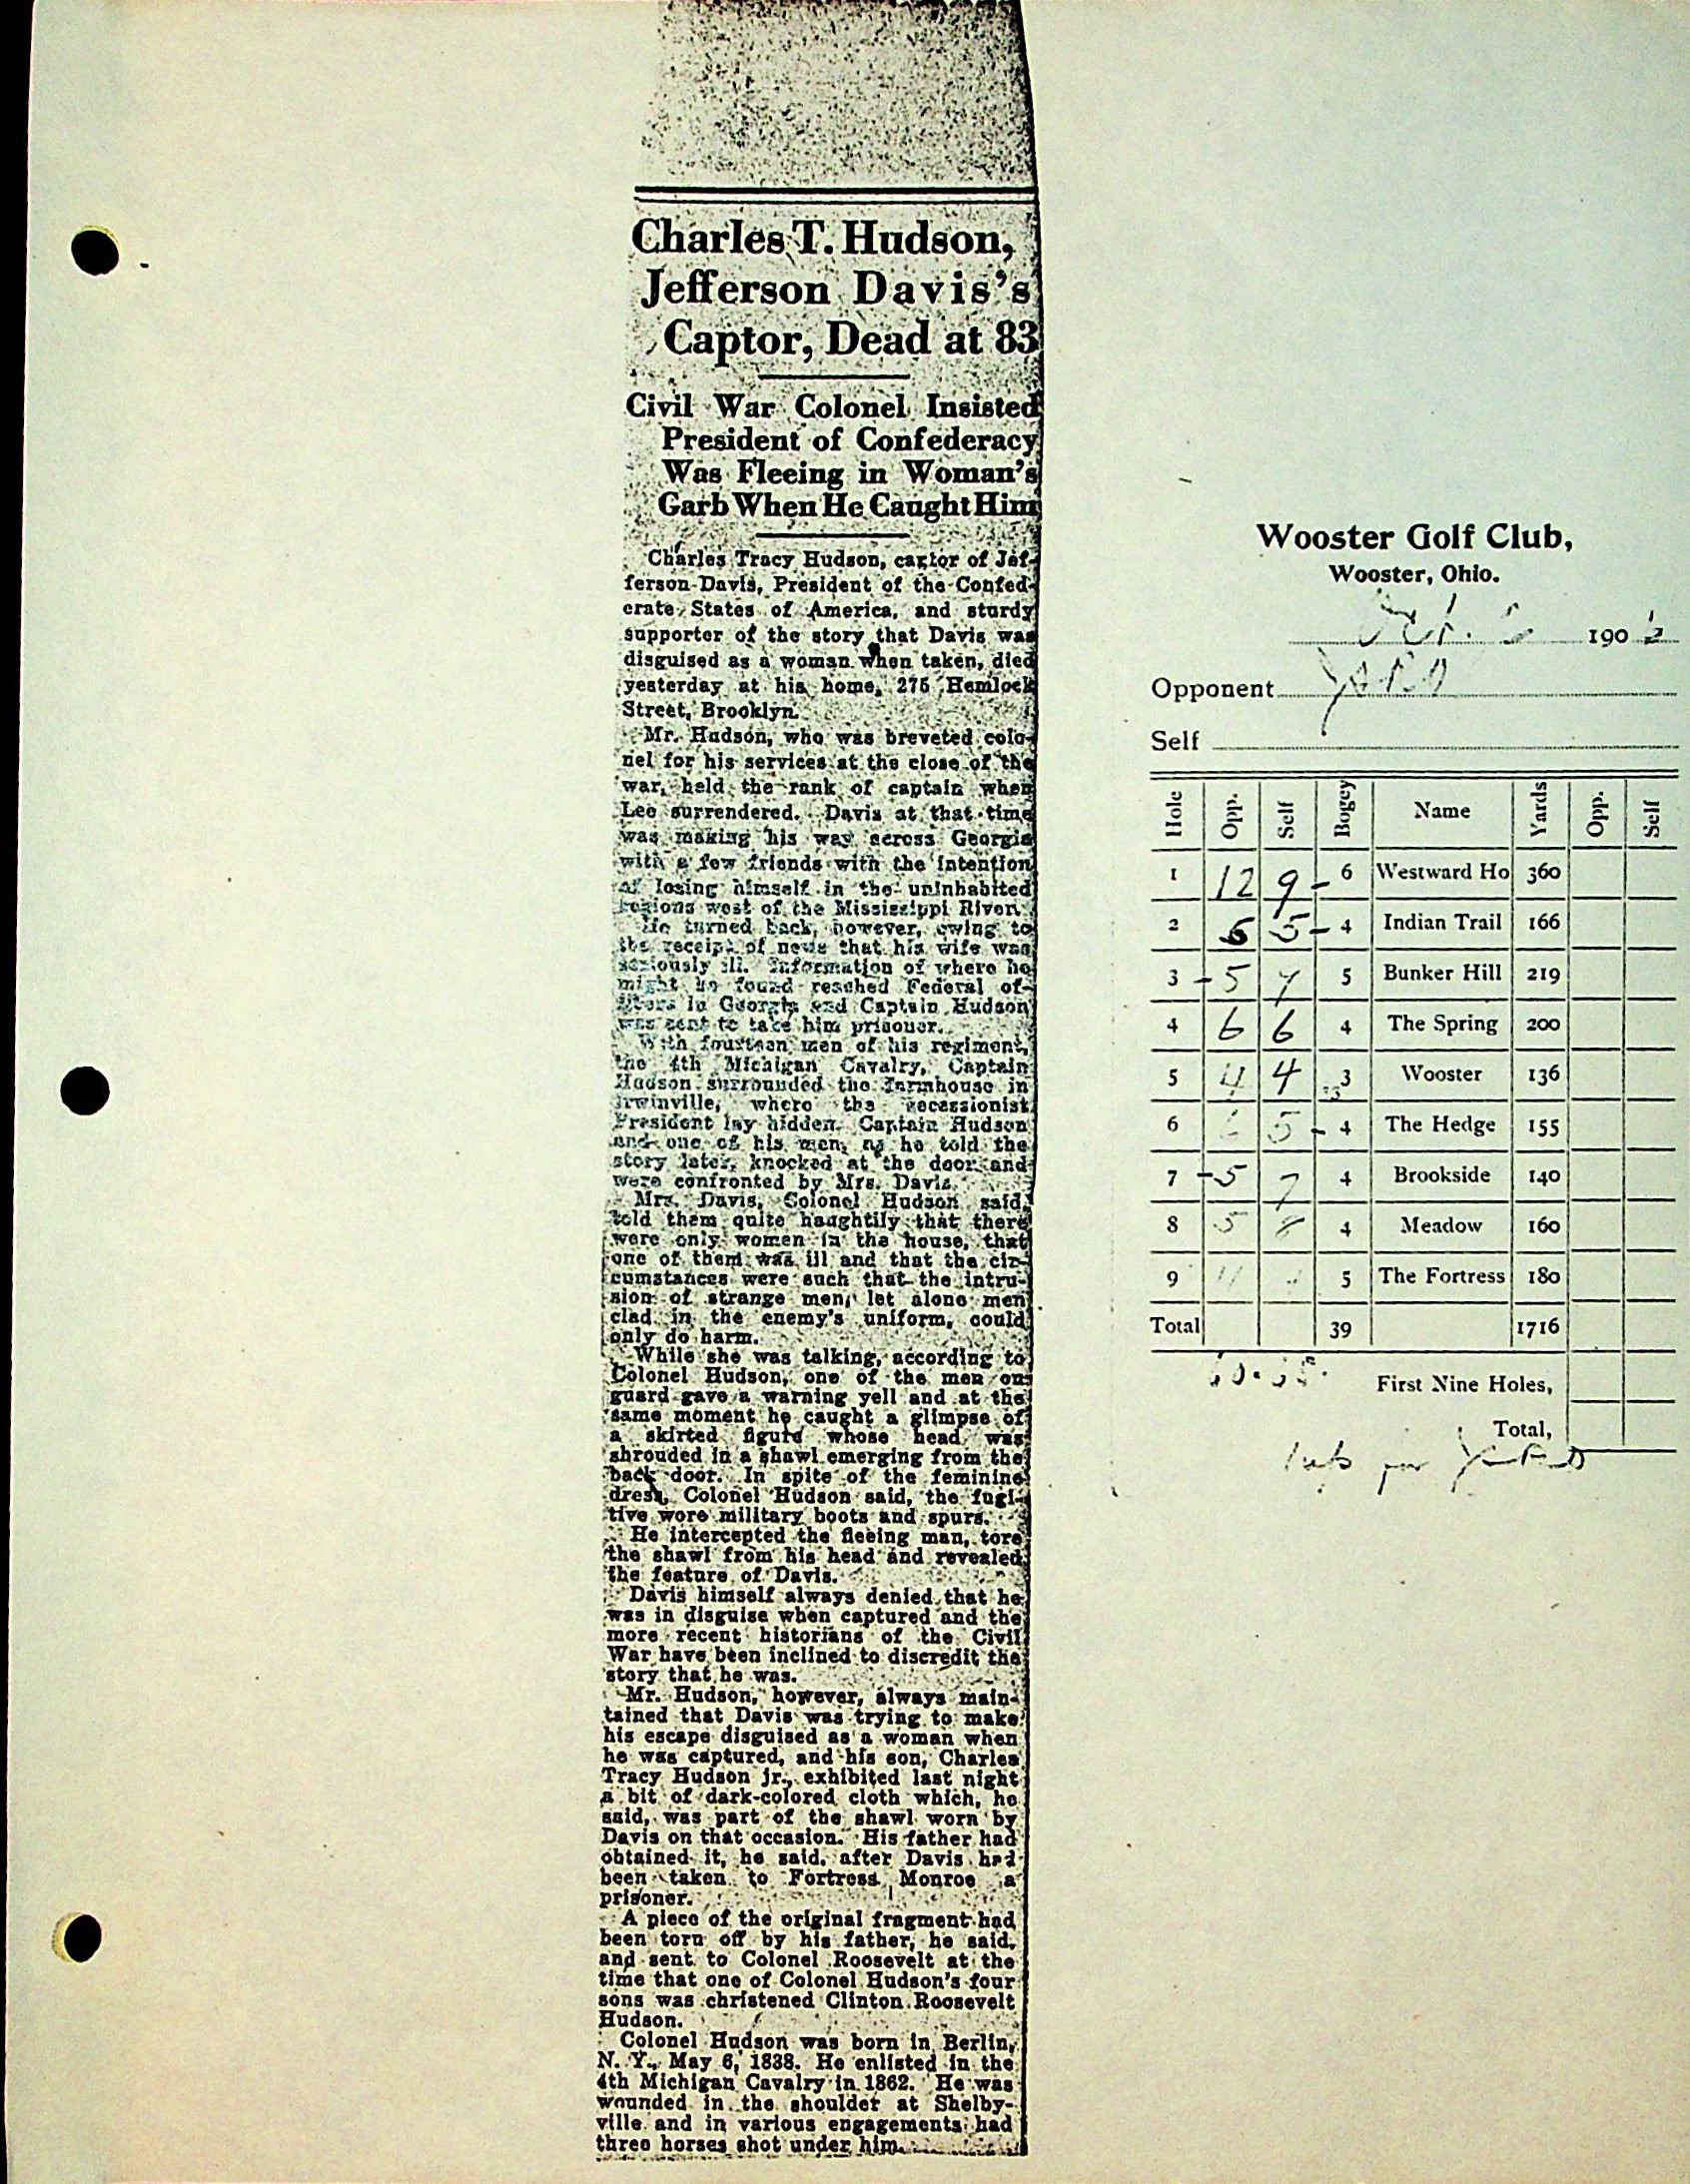 Charles T. Hudson,
Jefferson Davis's
Captor, Dead at 83
Civil War Colonel Insisted
President of Confederacy
Was Fleeing in Woman's
Garb When He Caught Him
Charles Tracy Hudson, captor of Jef-
ferson Davis, President of the Confed-
erate States of America, and sturdy
supporter of the story that Davis was
disguised as a woman when taken, died
yesterday at his home, 275 Hemlock
Street, Brooklyn.
Mr. Hudson, who was breveted colo-
nel for his services at the close of the
war, held the rank of captain when
Lee surrendered. Davis at that time
was making his way across Georgia
with a few friends with the intention
of losing himself in the uninhabited
regions west of the Mississippi River.
He turned back, however, owing to
the receipt of news that his wife was
seriously ill. Information of where he
might be found reached Federal of-
ficers in Georgia and Captain Hudson
was sent to take him prisoner.
With fourteen men of his regiment,
the 4th Michigan Cavalry, Captain
Hudson surrounded the farmhouse in
Irwinville, where the secessionist
President lay hidden. Captain Hudson
and one of his men, as he told the
story later, knocked at the door and
were confronted by Mrs. Davis.
Mrs. Davis, Colonel Hudson said,
told them quite haughtily that there
were only women in the house, that
one of them was ill and that the cir-
cumstances were such that the intru-
sion of strange men, let alone men
clad in the enemy's uniform, could
only do harm.
While she was talking, according to
Colonel Hudson, one of the men on
guard gave a warning yell and at the
same moment he caught a glimpse of
a skirted figure whose head was
shrouded in a shawl emerging from the
back door. In spite of the feminine
dress, Colonel Hudson said, the fugi-
tive wore military boots and spurs.
He intercepted the fleeing man, tore
the shawl from his head and revealed
the feature of Davis.
Davis himself always denied that he
was in disguise when captured and the
more recent historians of the Civil
War have been inclined to discredit the
story that he was.
Mr. Hudson, however, always main-
tained that Davis was trying to make
his escape disguised as a woman when
he was captured, and his son, Charles
Tracy Hudson jr., exhibited last night
a bit of dark-colored cloth which, he
said, was part of the shawl worn by
Davis on that occasion. His father had
obtained it, he said, after Davis had
been taken to Fortress Monroe a
prisoner.
A piece of the original fragment had
been torn off by his father, he said,
and sent to Colonel Roosevelt at the
time that one of Colonel Hudson's four
sons was christened Clinton Roosevelt
Hudson.
Colonel Hudson was born in Berlin,
N. Y., May 6, 1838. He enlisted in the
4th Michigan Cavalry in 1862. He was
wounded in the shoulder at Shelby-
ville and in various engagements had
three horses shot under him.
Wooster Golf Club,
Wooster, Ohio.
190
Opponent
Self
Hole Opp. Self Bogey Name Yards Opp. Self
1 12 9 - 6 Westward Ho 360
2 6 5 - 4 Indian Trail 166
3 - 5 7 5 Bunker Hill 219
4 6 6 4 The Spring 200
5 4 4 3 Wooster 136
6 5 - 4 The Hedge 155
7 - 5 7 4 Brookside 140
8 5 8 4 Meadow 160
9 11 5 The Fortress 180
Total 39 1716
First Nine Holes,
Total,